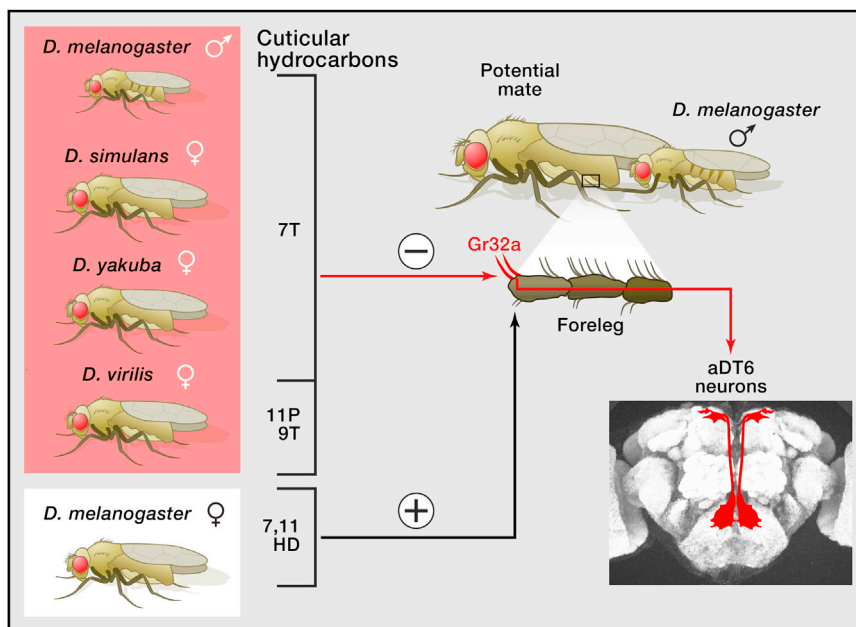 D. melanogaster ♂
D. simulans ♀
D. yakuba ♀
D. virilis ♀
D. melanogaster ♀
Cuticular
hydrocarbons
7T
11P
9T
7,11
HD
−
+
Potential
mate
D. melanogaster
♂
Gr32a
Foreleg
aDT6
neurons